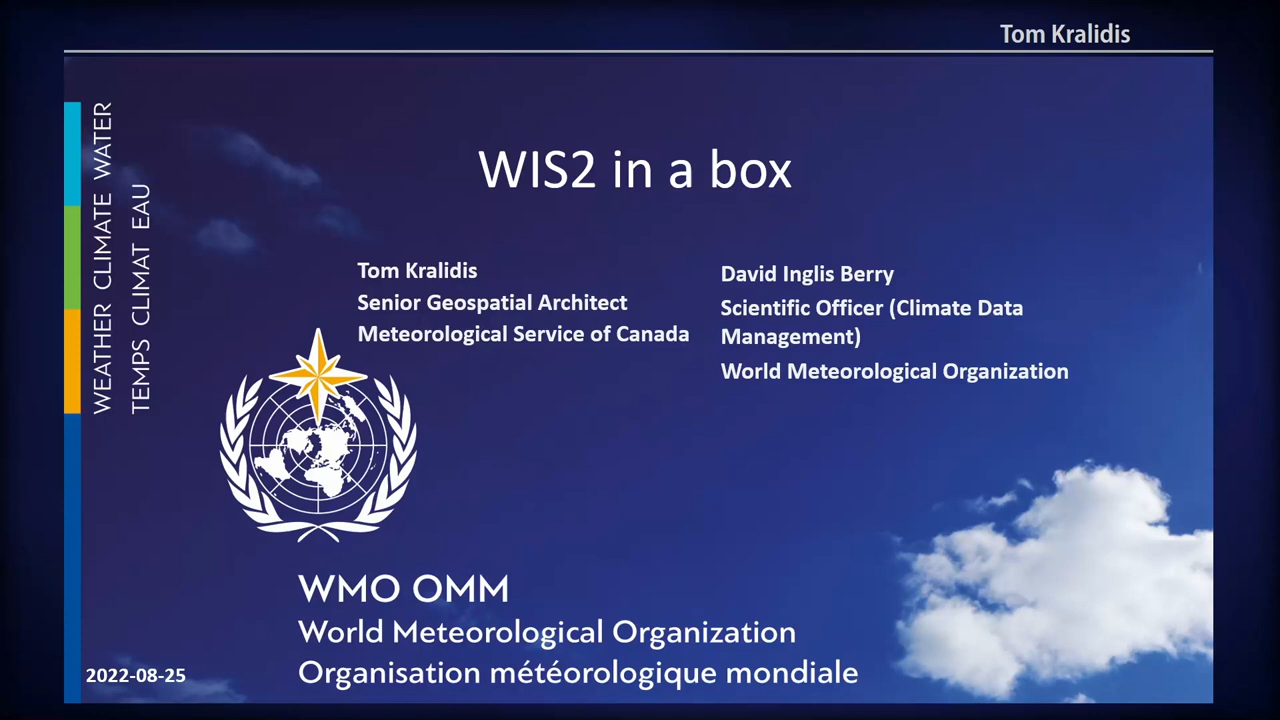 Tom Kralidis
WEATHER CLIMATE WATER
TEMPS CLIMAT EAU
WIS2 in a box
Tom Kralidis
Senior Geospatial Architect
Meteorological Service of Canada
David Inglis Berry
Scientific Officer (Climate Data
Management)
World Meteorological Organization
WMO OMM
World Meteorological Organization
Organisation météorologique mondiale
2022-08-25